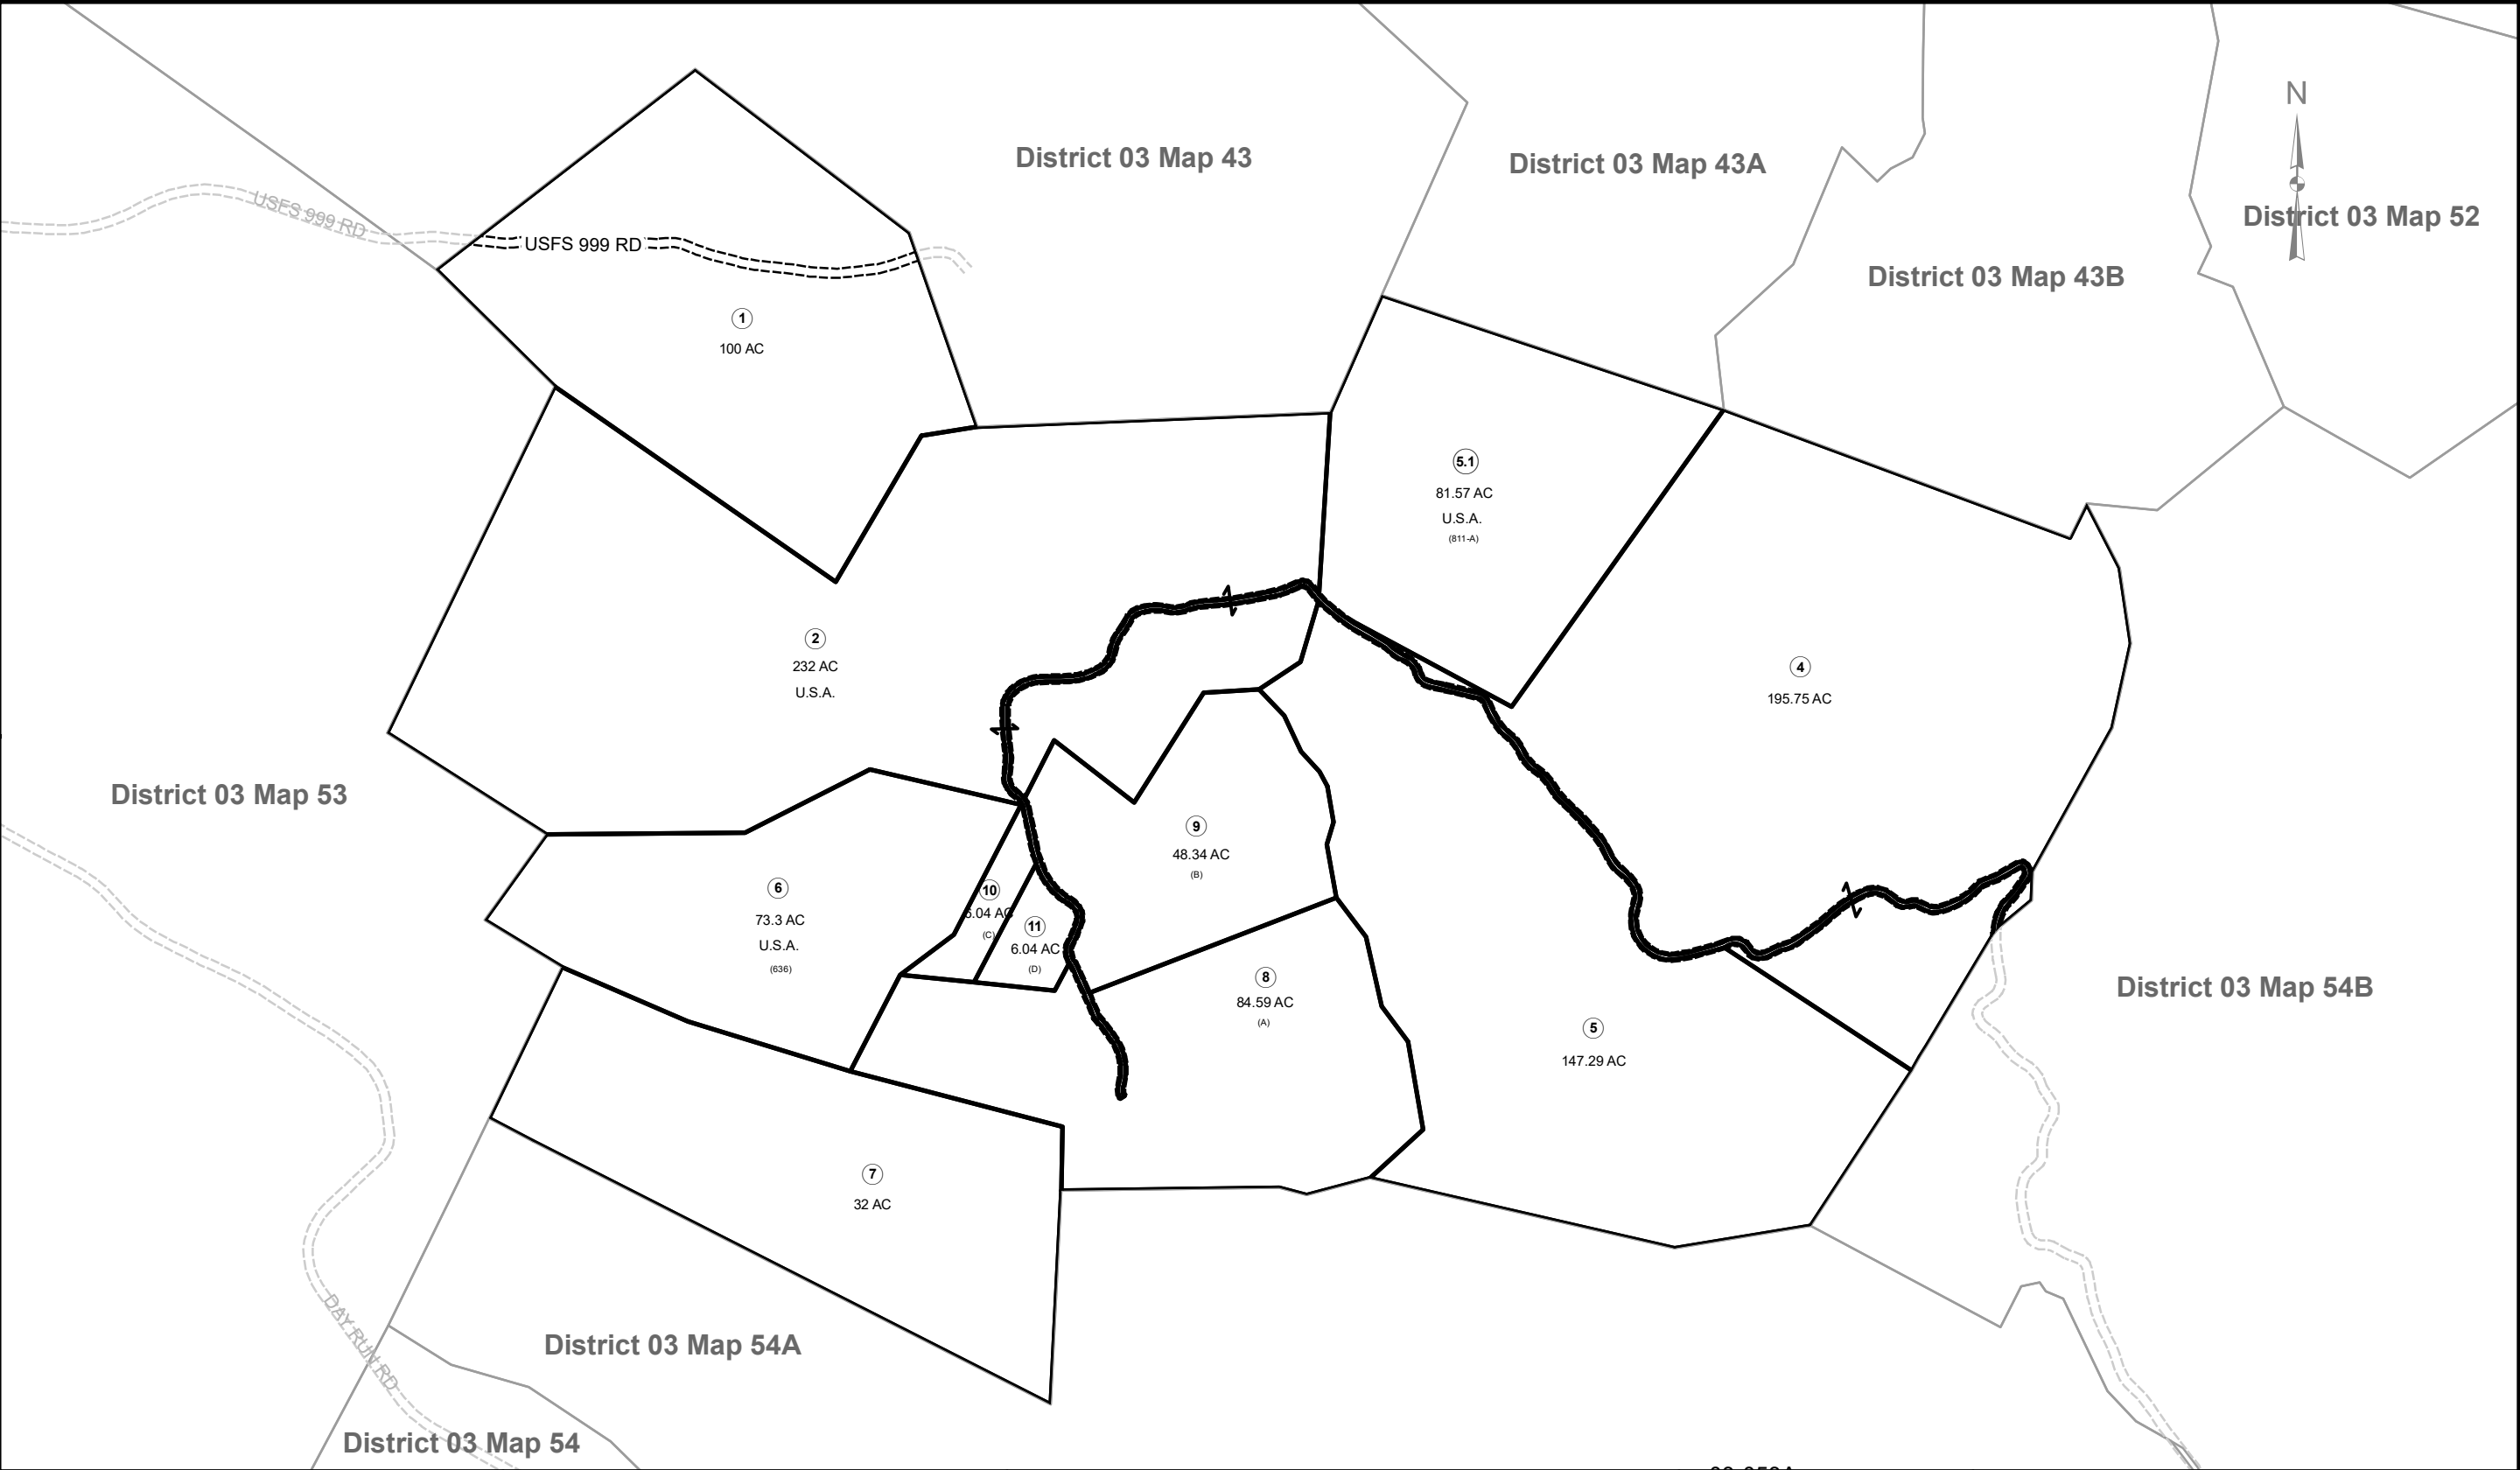 N
District 03 Map 43
District 03 Map 43A
District 03 Map 52
USFS 999 RD
USFS 999 RD
District 03 Map 43B
1
100 AC
5.1
81.57 AC
U.S.A.
(811-A)
2
232 AC
U.S.A.
4
195.75 AC
District 03 Map 53
9
48.34 AC
(B)
6
73.3 AC
U.S.A.
(636)
10
6.04 AC
(C)
11
6.04 AC
(D)
8
84.59 AC
(A)
District 03 Map 54B
5
147.29 AC
7
32 AC
DAY RUN RD
District 03 Map 54A
District 03 Map 54